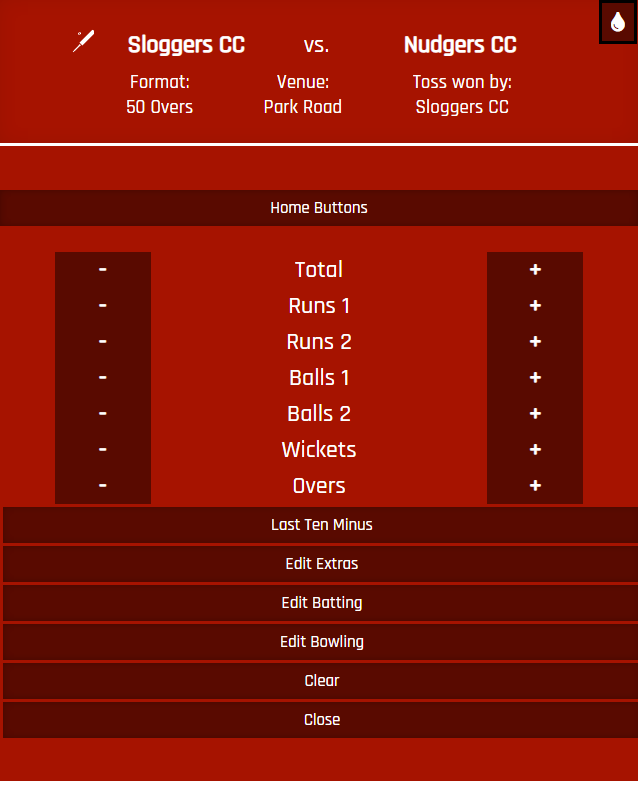 Sloggers CC vs. Nudgers CC
Format: Venue: Toss won by:
50 Overs Park Road Sloggers CC
Home Buttons
- Total +
- Runs 1 +
- Runs 2 +
- Balls 1 +
- Balls 2 +
- Wickets +
- Overs +
Last Ten Minus
Edit Extras
Edit Batting
Edit Bowling
Clear
Close